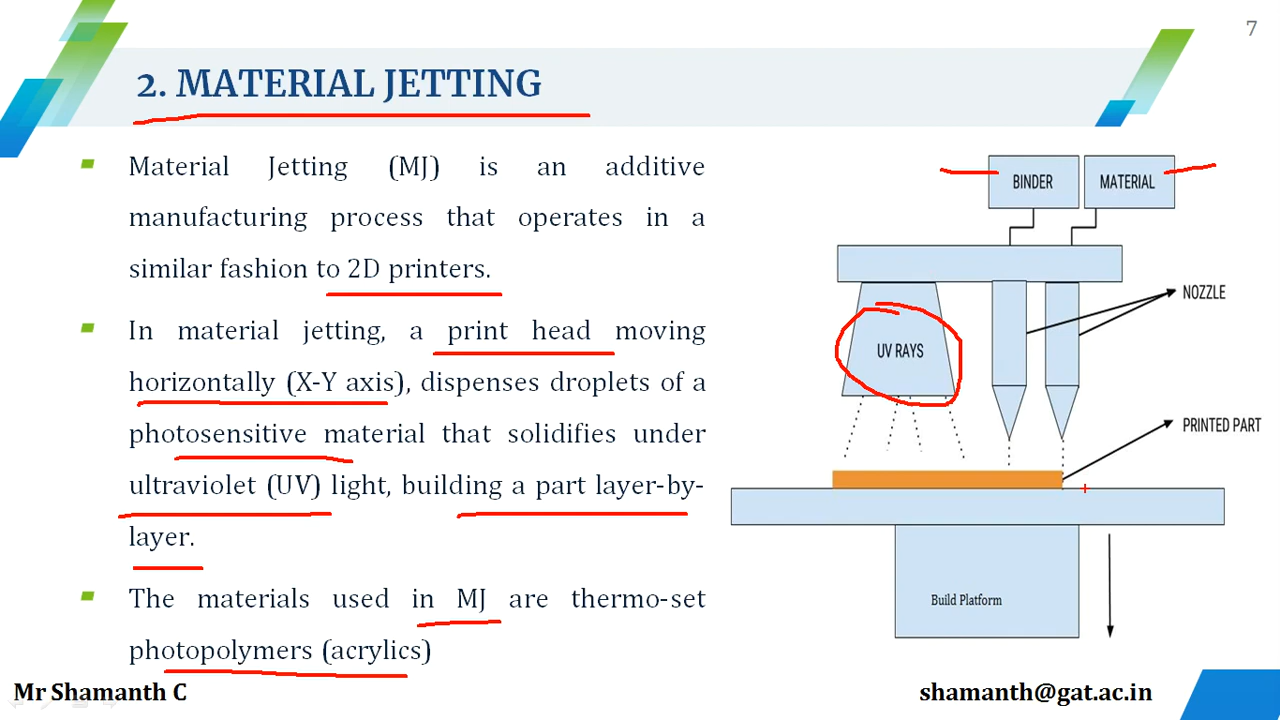 7
2. MATERIAL JETTING
Material Jetting (MJ) is an additive
manufacturing process that operates in a
similar fashion to 2D printers.
In material jetting, a print head moving
horizontally (X-Y axis), dispenses droplets of a
photosensitive material that solidifies under
ultraviolet (UV) light, building a part layer-by-
layer.
The materials used in MJ are thermo-set
photopolymers (acrylics)
BINDER
MATERIAL
NOZZLE
UV RAYS
PRINTED PART
Build Platform
Mr Shamanth C
shamanth@gat.ac.in